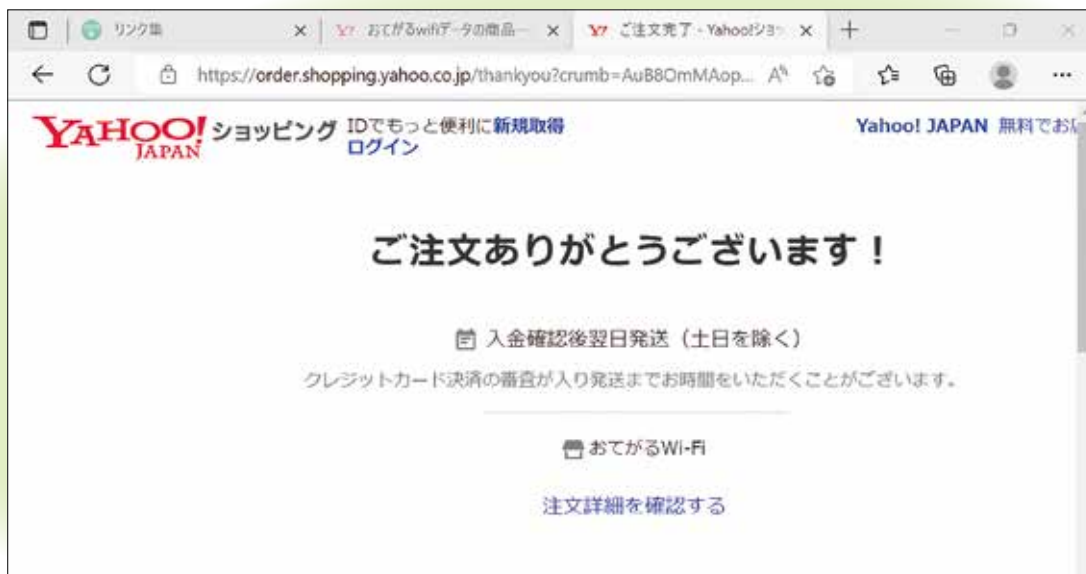 リンク集
おてがるwifiデータの商品一
ご注文完了 - Yahoo!ショッ
https://order.shopping.yahoo.co.jp/thankyou?crumb=AuB8OmMAop...
YAHOO!
JAPAN
ショッピング
IDでもっと便利に新規取得
ログイン
Yahoo! JAPAN 無料でお
ご注文ありがとうございます！
入金確認後翌日発送（土日を除く）
クレジットカード決済の審査が入り発送までお時間をいただくことがございます。
おてがるWi-Fi
注文詳細を確認する